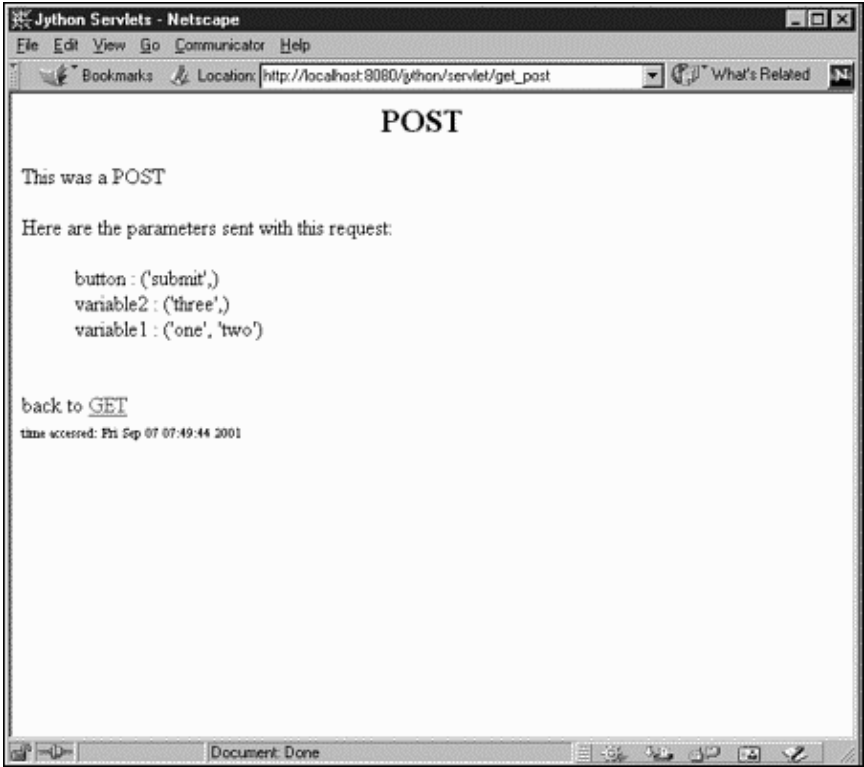 Jython Servlets - Netscape
File Edit View Go Communicator Help
Bookmarks Location: http://localhost:8080/jython/servlet/get_post What's Related N
POST
This was a POST
Here are the parameters sent with this request:
button : ('submit',)
variable2 : ('three',)
variable1 : ('one', 'two')
back to GET
time accessed: Fri Sep 07 07:49:44 2001
Document: Done